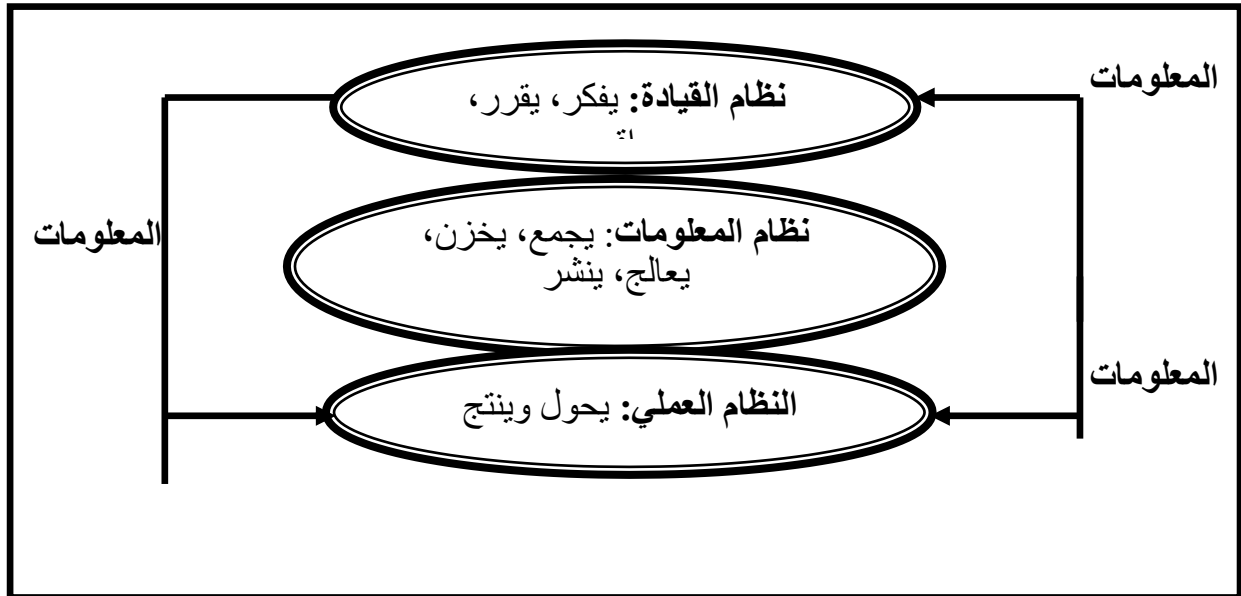 المعلومات
نظام القيادة: يفكر، يقرر،
المعلومات
نظام المعلومات: يجمع، يخزن،
يعالج، ينشر
المعلومات
النظام العملي: يحول وينتج